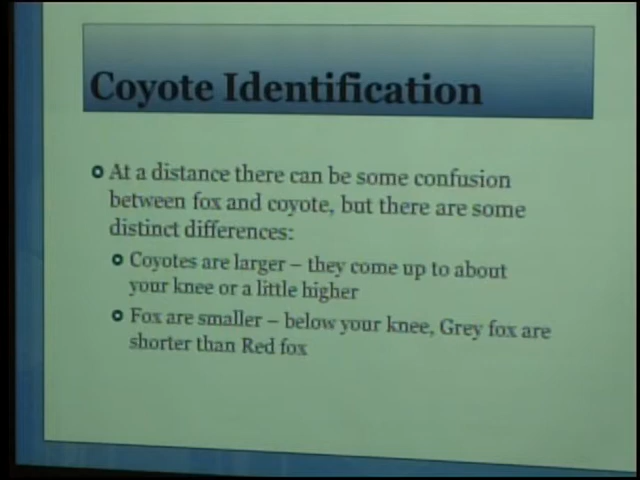 Coyote Identification
At a distance there can be some confusion
between fox and coyote, but there are some
distinct differences:
Coyotes are larger – they come up to about
your knee or a little higher
Fox are smaller – below your knee, Grey fox are
shorter than Red fox